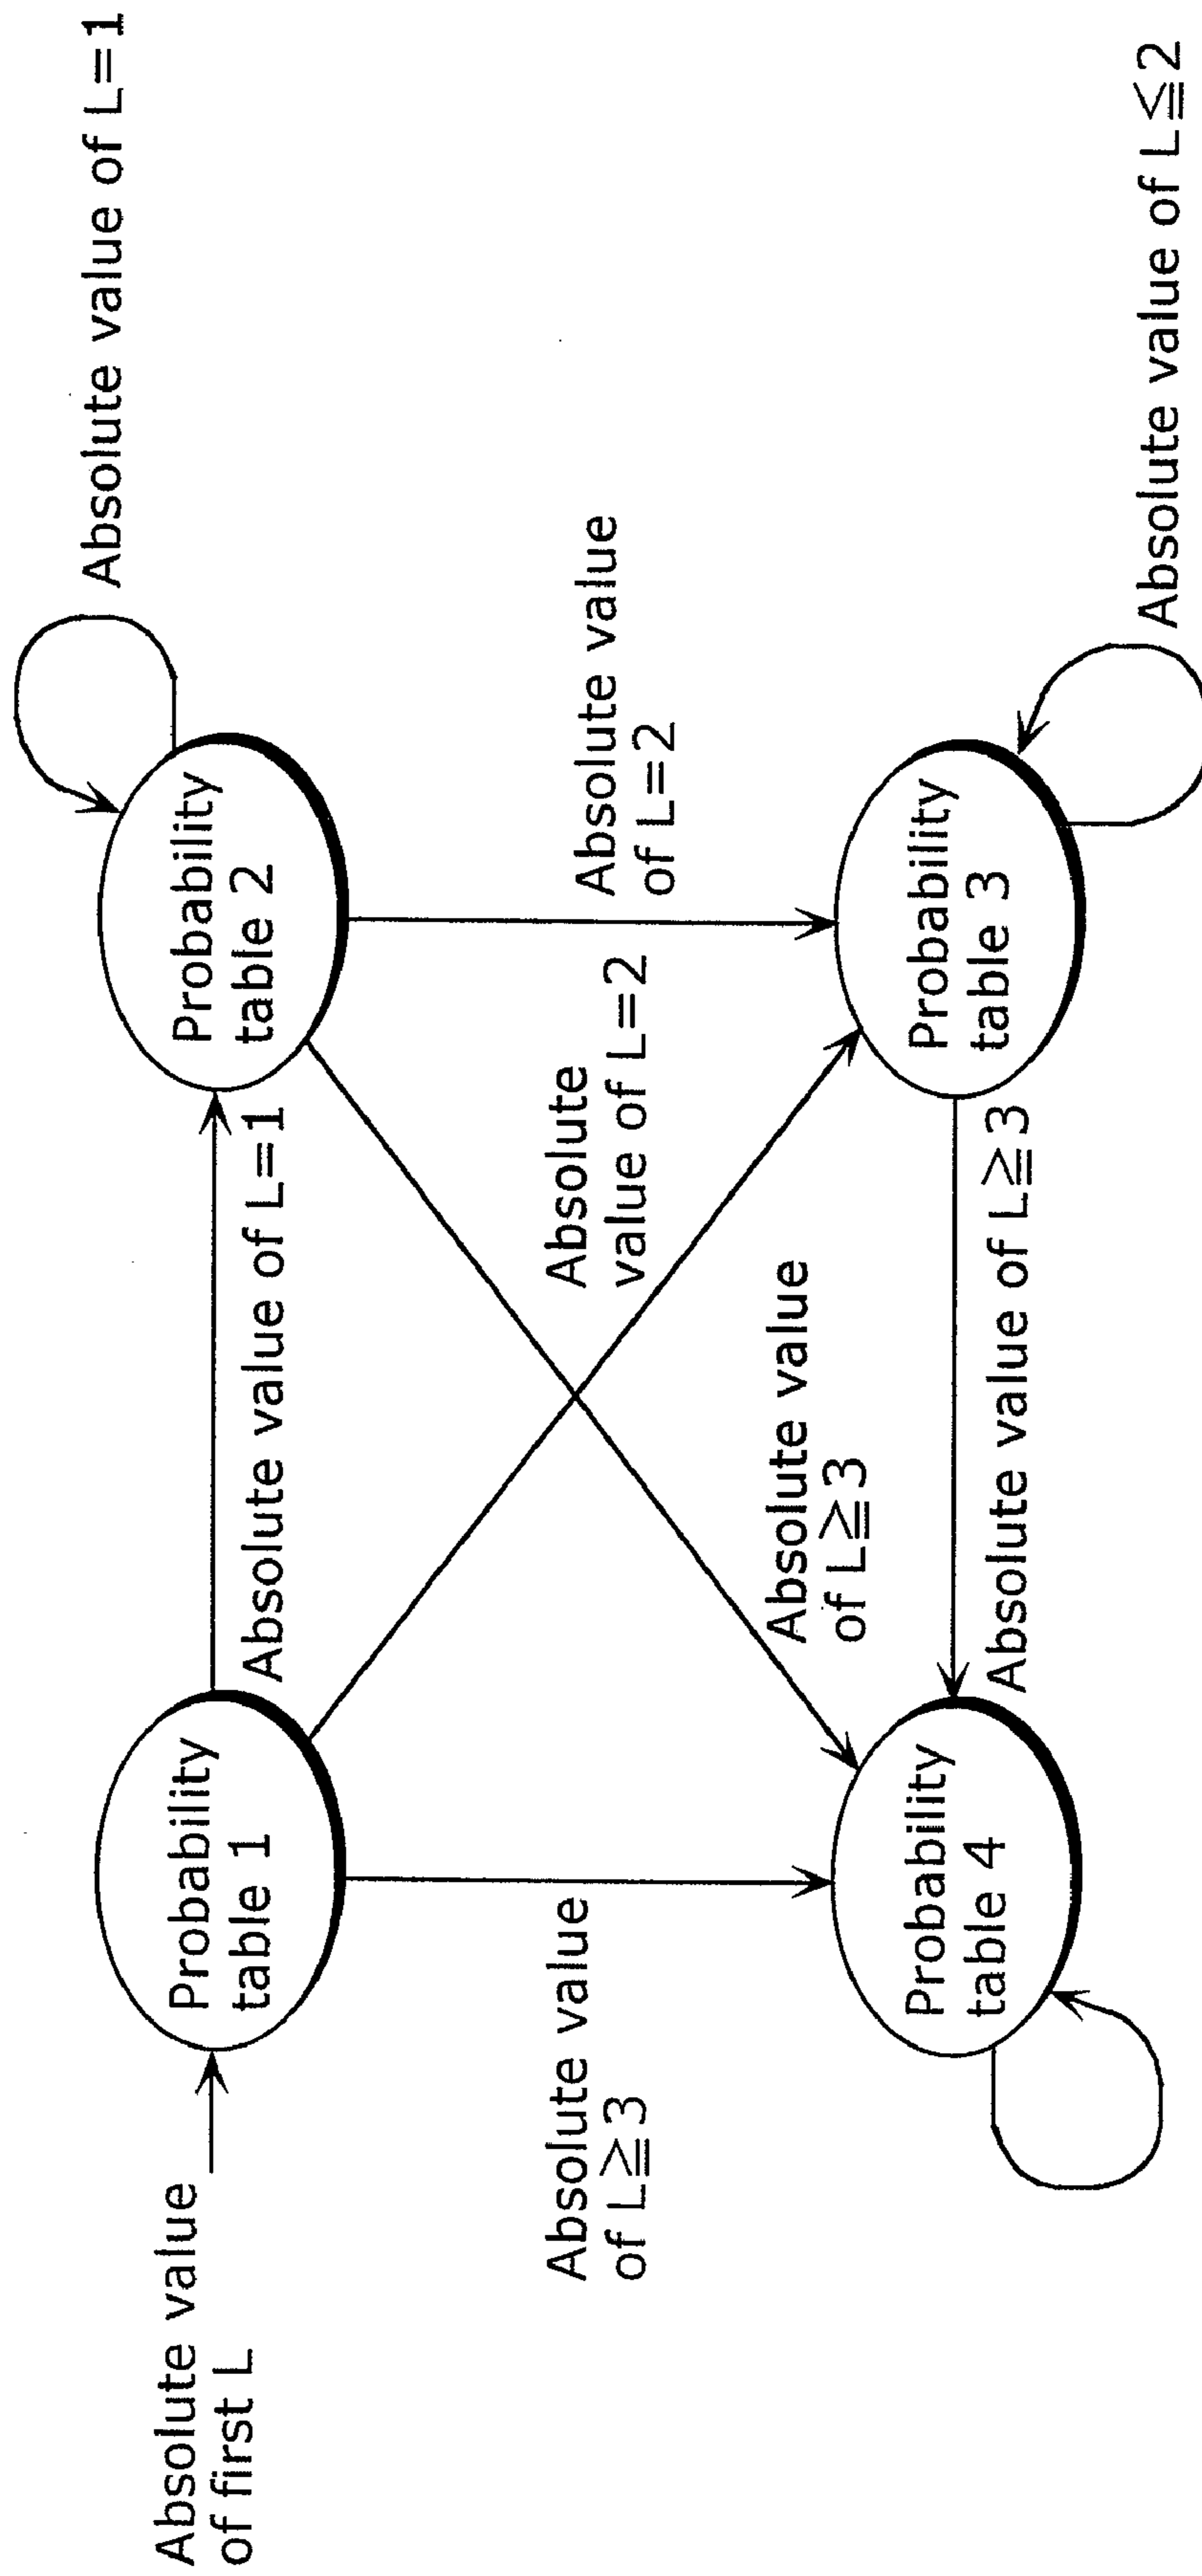 Absolute value
of first L
Probability
table 1
Absolute value of L=1
Probability
table 2
Absolute value of L=1
Absolute value
of L≧3
Absolute
value of L=2
Absolute value
of L=2
Absolute value
of L≧3
Probability
table 4
Absolute value of L≧3
Probability
table 3
Absolute value of L≦2